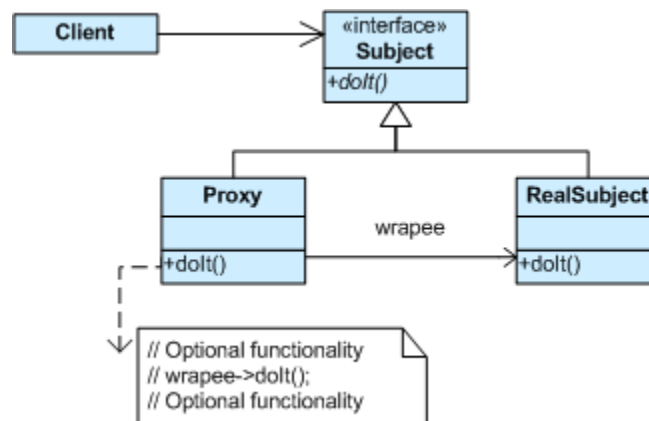 Client
«interface»
Subject
+doIt()
Proxy
RealSubject
wrapee
+doIt()
+doIt()
// Optional functionality
// wrapee->doIt();
// Optional functionality